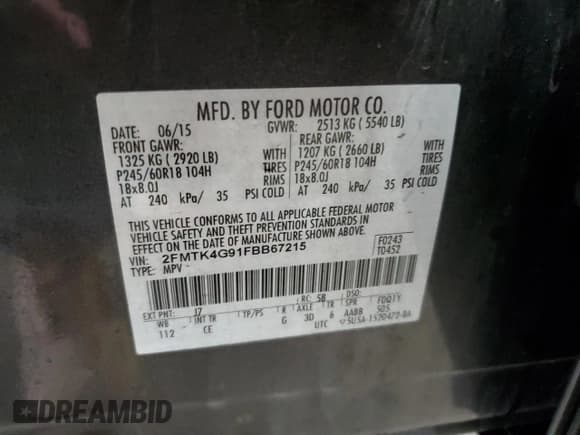 MFD. BY FORD MOTOR CO.
DATE: 06/15 GVWR: 2513 KG (5540 LB)
FRONT GAWR: REAR GAWR:
1325 KG (2920 LB) WITH 1207 KG (2660 LB) WITH
P245/60R18 104H TIRES P245/60R18 104H TIRES
18x8.0J RIMS 18x8.0J RIMS
AT 240 kPa/ 35 PSI COLD AT 240 kPa/ 35 PSI COLD
THIS VEHICLE CONFORMS TO ALL APPLICABLE FEDERAL MOTOR
VEHICLE SAFETY AND THEFT PREVENTION STANDARDS IN
EFFECT ON THE DATE OF MANUFACTURE SHOWN ABOVE.
VIN: 2FMTK4G91FBB67215 F0243
TYPE: MPV T0452
EXT PNT: J7 RC: 58 DSO: FDQTY
WB INT TR TP/PS R AXLE TR SPR 505
112 CE G 3D 6 AABB
UTC
DREAMBID